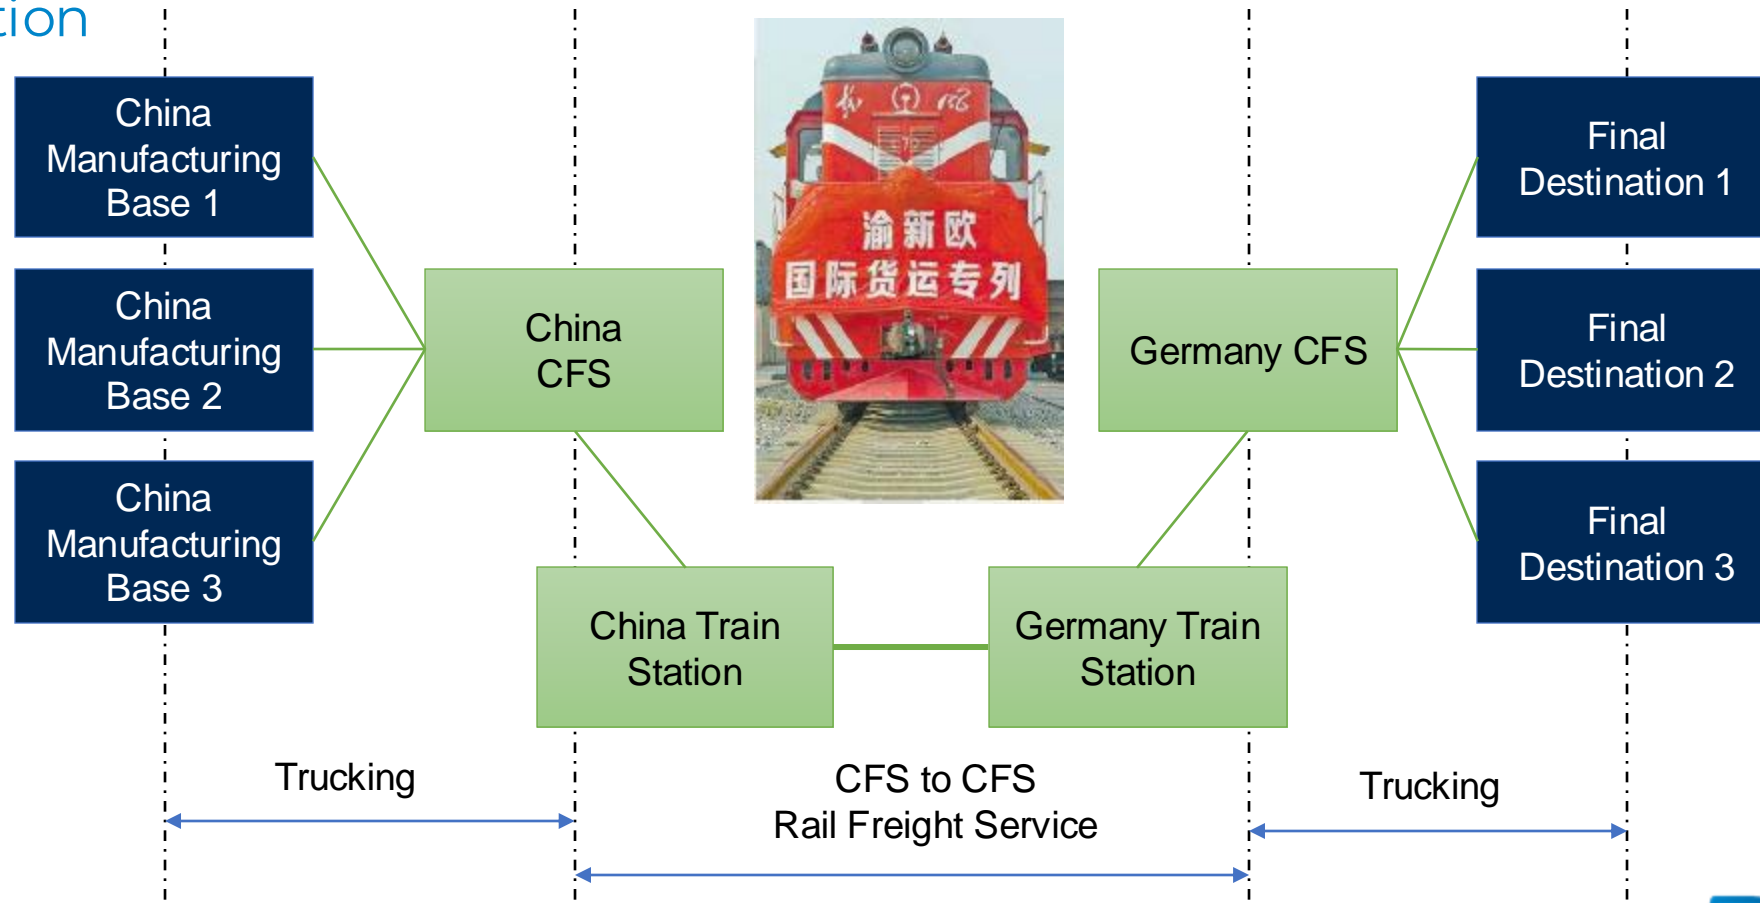 tion
China
Manufacturing
Base 1
China
Manufacturing
Base 2
China
Manufacturing
Base 3
China
CFS
渝新欧
国际货运专列
Germany CFS
Final
Destination 1
Final
Destination 2
Final
Destination 3
China Train
Station
Germany Train
Station
Trucking
CFS to CFS
Rail Freight Service
Trucking